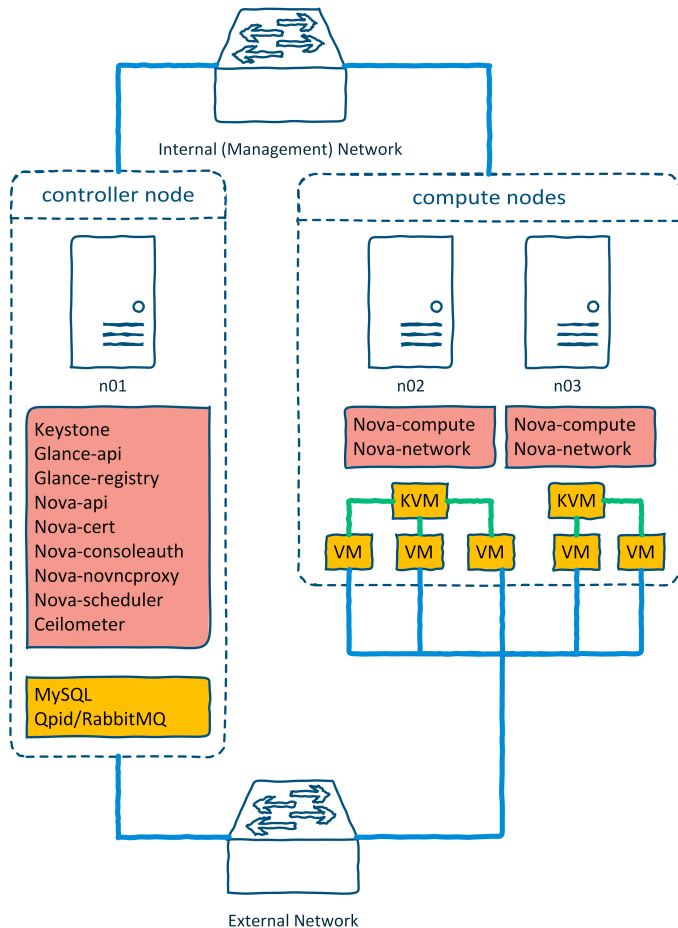 Internal (Management) Network
controller node
n01
Keystone
Glance-api
Glance-registry
Nova-api
Nova-cert
Nova-consoleauth
Nova-novncproxy
Nova-scheduler
Ceilometer
MySQL
Qpid/RabbitMQ
compute nodes
n02
n03
Nova-compute
Nova-network
Nova-compute
Nova-network
KVM
KVM
VM
VM
VM
VM
VM
External Network